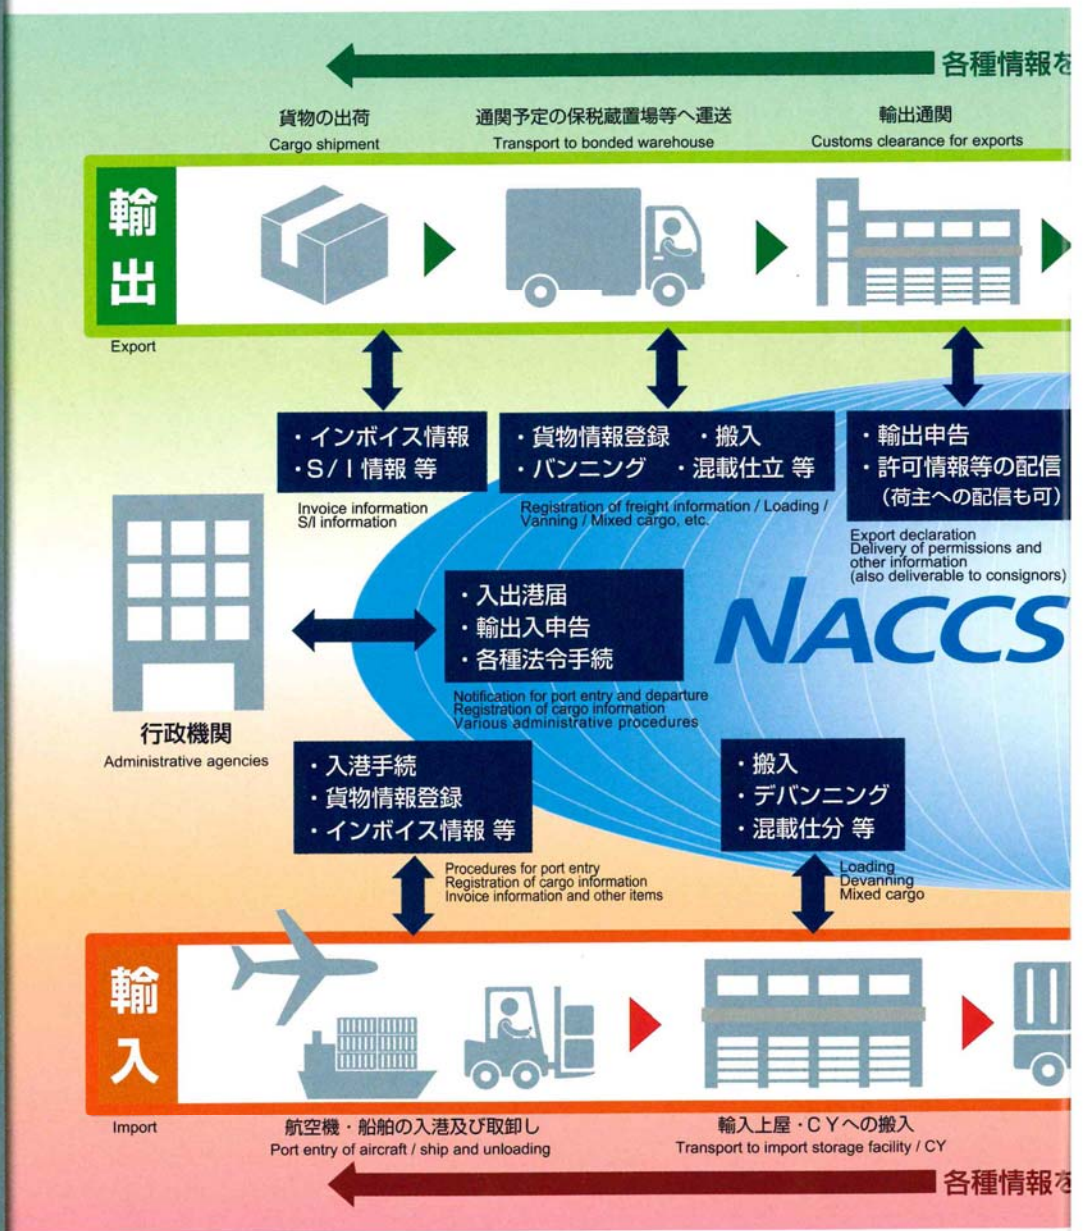 各種情報を
貨物の出荷
Cargo shipment
通関予定の保税蔵置場等へ運送
Transport to bonded warehouse
輸出通関
Customs clearance for exports
輸出
Export
・インボイス情報
・S/I 情報 等
Invoice information
S/I information
・貨物情報登録 ・搬入
・バンニング ・混載仕立 等
Registration of freight information / Loading /
Vanning / Mixed cargo, etc.
・輸出申告
・許可情報等の配信
（荷主への配信も可）
Export declaration
Delivery of permissions and
other information
(also deliverable to consignors)
・入出港届
・輸出入申告
・各種法令手続
Notification for port entry and departure
Registration of cargo information
Various administrative procedures
NACCS
行政機関
Administrative agencies
・入港手続
・貨物情報登録
・インボイス情報 等
Procedures for port entry
Registration of cargo information
Invoice information and other items
・搬入
・デバンニング
・混載仕分 等
Loading
Devanning
Mixed cargo
輸入
Import
航空機・船舶の入港及び取卸し
Port entry of aircraft / ship and unloading
輸入上屋・CYへの搬入
Transport to import storage facility / CY
各種情報を